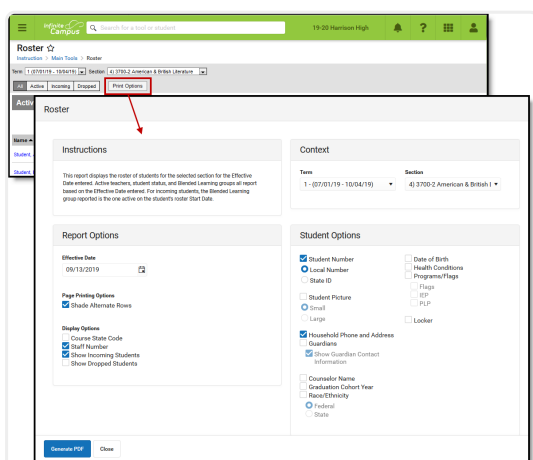 Infinite Campus
Search for a tool or student
19-20 Harrison High
?
Roster
Instruction > Main Tools > Roster
Term 1 (07/01/19 - 10/04/19) Section 4) 3700-2 American & British Literature
All Active Incoming Dropped Print Options
Activ
Name
Student,
Student,
Roster
Instructions
This report displays the roster of students for the selected section for the Effective
Date entered. Active teachers, student status, and Blended Learning groups all report
based on the Effective Date entered. For incoming students, the Blended Learning
group reported is the one active on the student's roster Start Date.
Context
Term Section
1 - (07/01/19 - 10/04/19) 4) 3700-2 American & British
Report Options
Effective Date
09/13/2019
Page Printing Options
Shade Alternate Rows
Display Options
Course State Code
Staff Number
Show Incoming Students
Show Dropped Students
Student Options
Student Number
Local Number
State ID
Student Picture
Small
Large
Household Phone and Address
Guardians
Show Guardian Contact
Information
Counselor Name
Graduation Cohort Year
Race/Ethnicity
Federal
State
Date of Birth
Health Conditions
Programs/Flags
Flags
IEP
PLP
Locker
Generate PDF Close